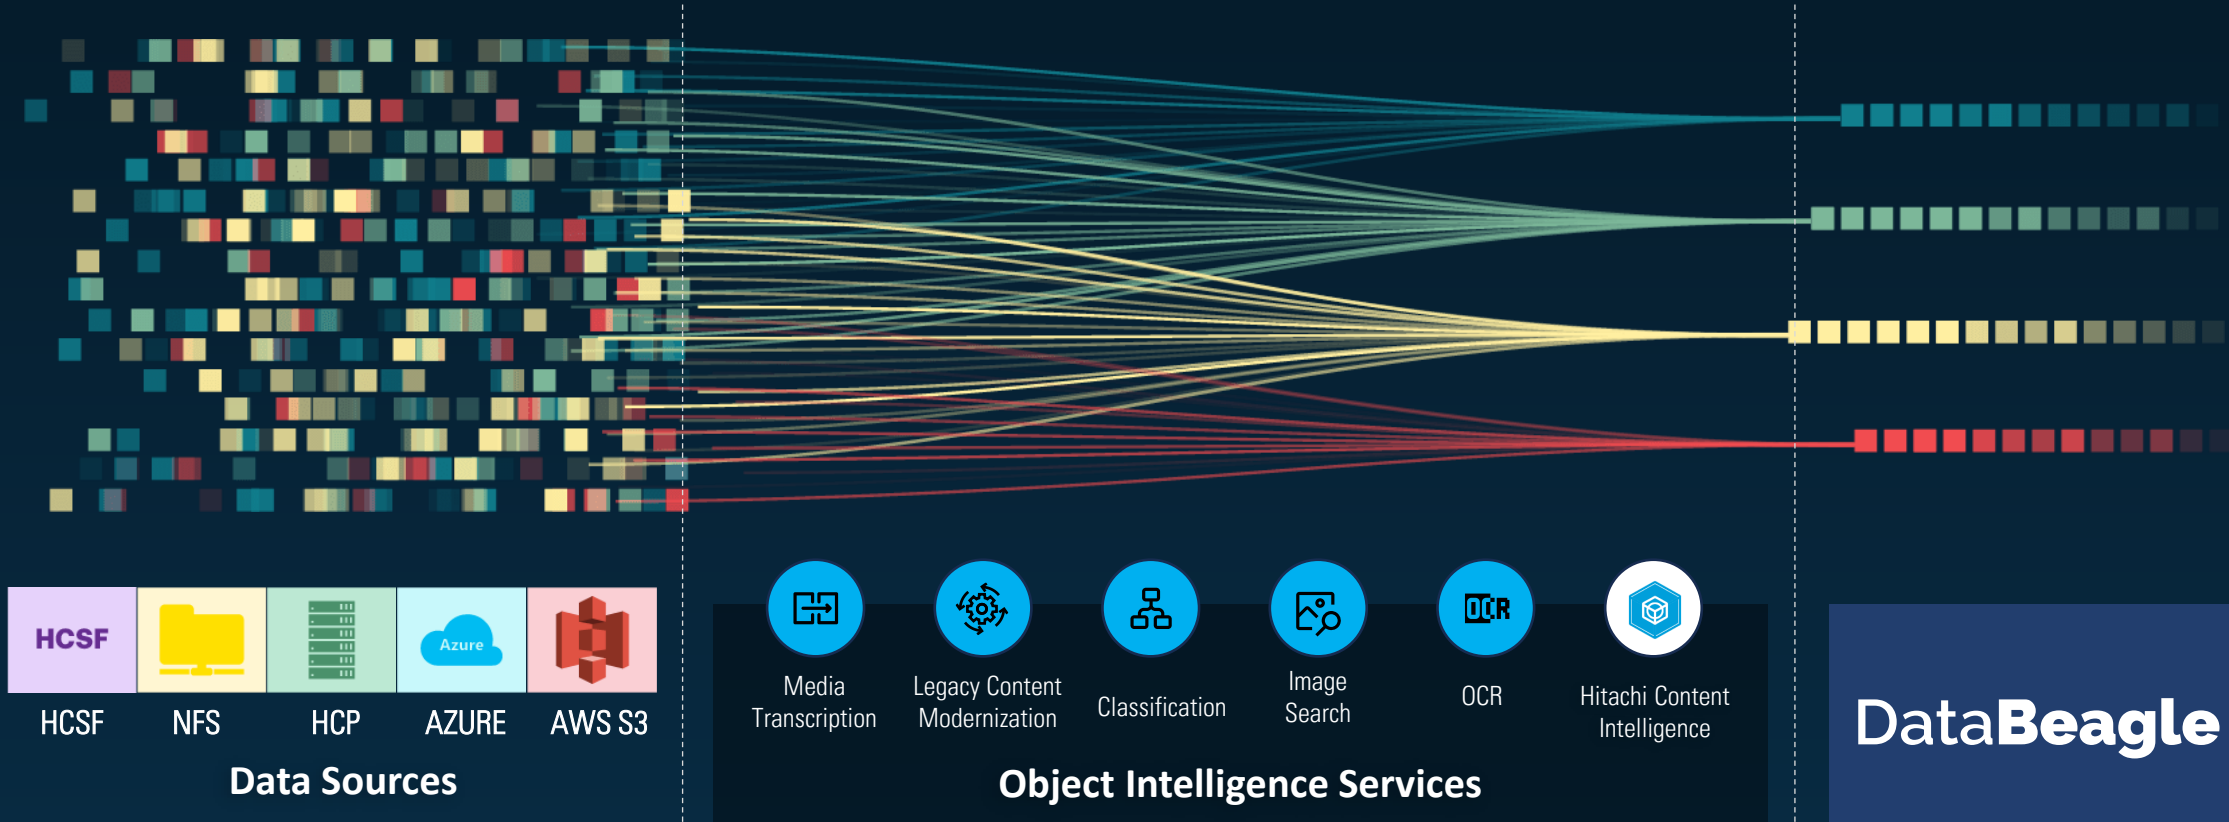 HCSF
Azure
HCSF
NFS
HCP
AZURE
AWS S3
Data Sources
OCR
Media
Transcription
Legacy Content
Modernization
Classification
Image
Search
OCR
Hitachi Content
Intelligence
Object Intelligence Services
DataBeagle